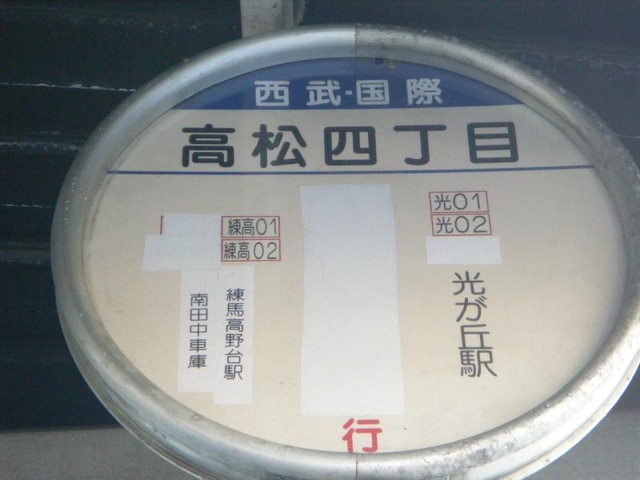 西武-国際
高松四丁目
光01
光02
光が丘駅
練高01
練高02
練馬高野台駅
南田中車庫
行